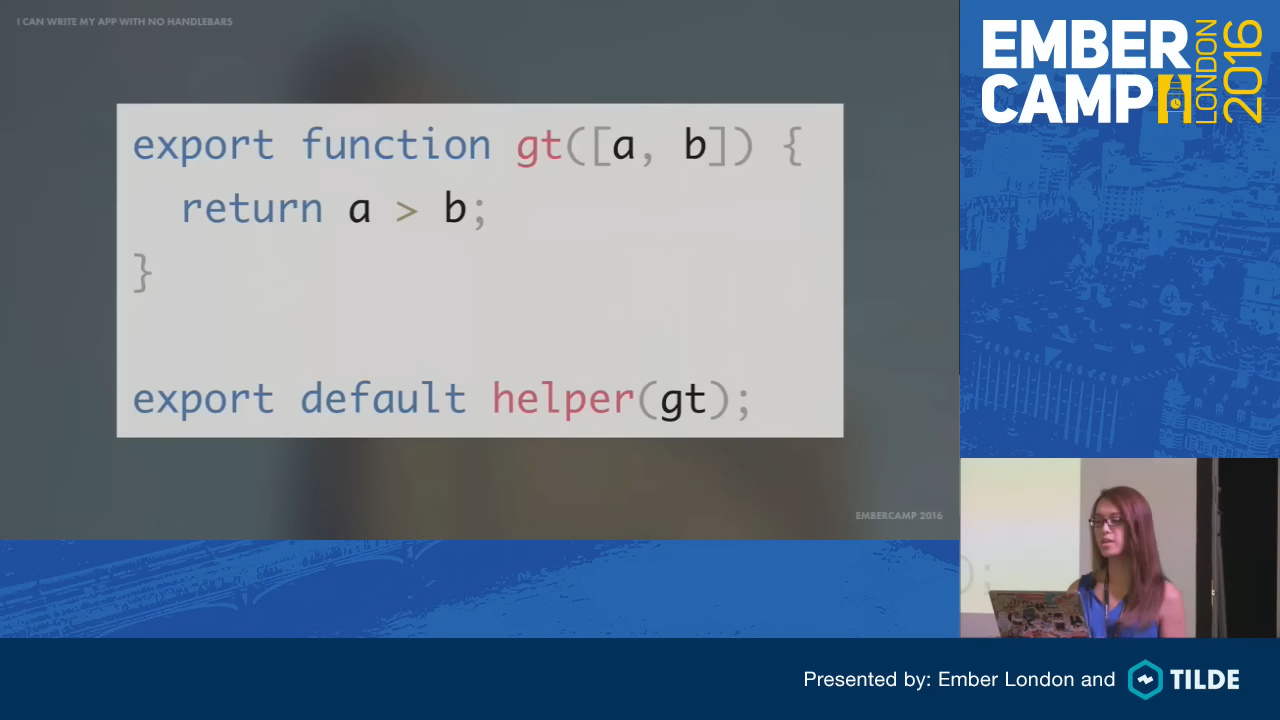 I CAN WRITE MY APP WITH NO HANDLEBARS
export function gt([a, b]) {
  return a > b;
}
export default helper(gt);
EMBERCAMP 2016
EMBER
CAMP
LONDON
2016
);
Presented by: Ember London and TILDE